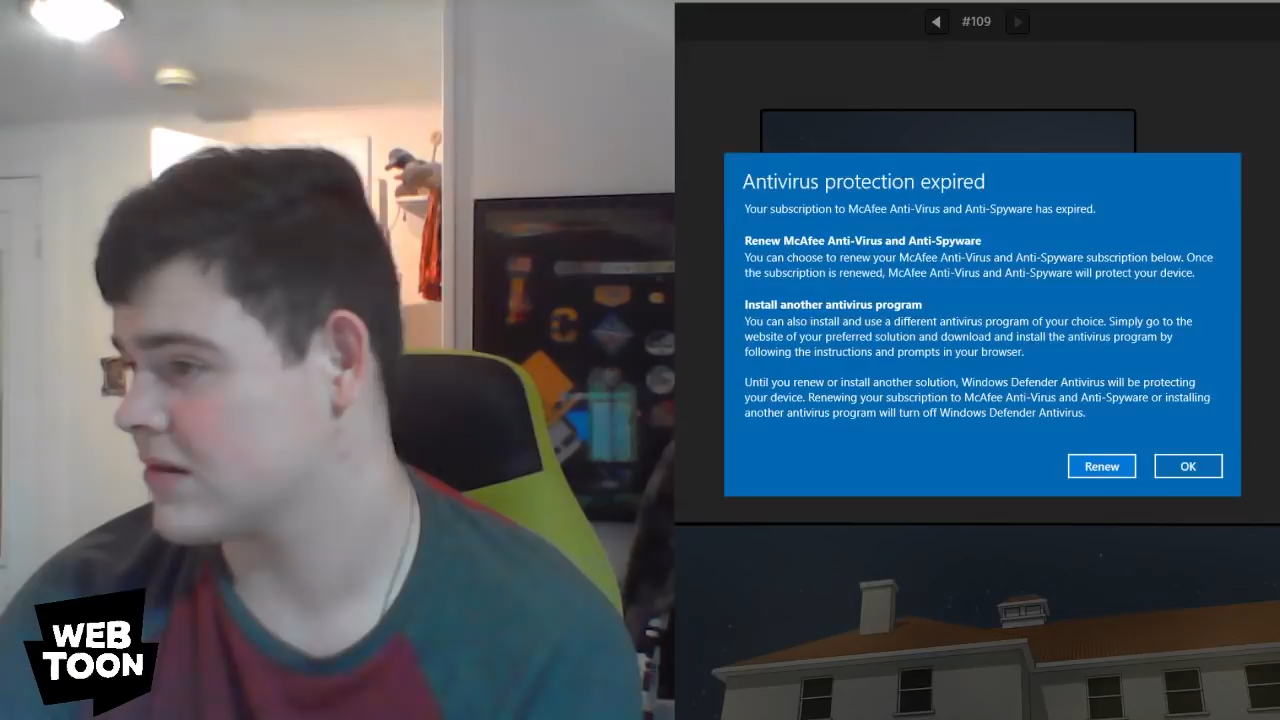 #109
Antivirus protection expired
Your subscription to McAfee Anti-Virus and Anti-Spyware has expired.
Renew McAfee Anti-Virus and Anti-Spyware
You can choose to renew your McAfee Anti-Virus and Anti-Spyware subscription below. Once
the subscription is renewed, McAfee Anti-Virus and Anti-Spyware will protect your device.
Install another antivirus program
You can also install and use a different antivirus program of your choice. Simply go to the
website of your preferred solution and download and install the antivirus program by
following the instructions and prompts in your browser.
Until you renew or install another solution, Windows Defender Antivirus will be protecting
your device. Renewing your subscription to McAfee Anti-Virus and Anti-Spyware or installing
another antivirus program will turn off Windows Defender Antivirus.
Renew
OK
WEB
TOON